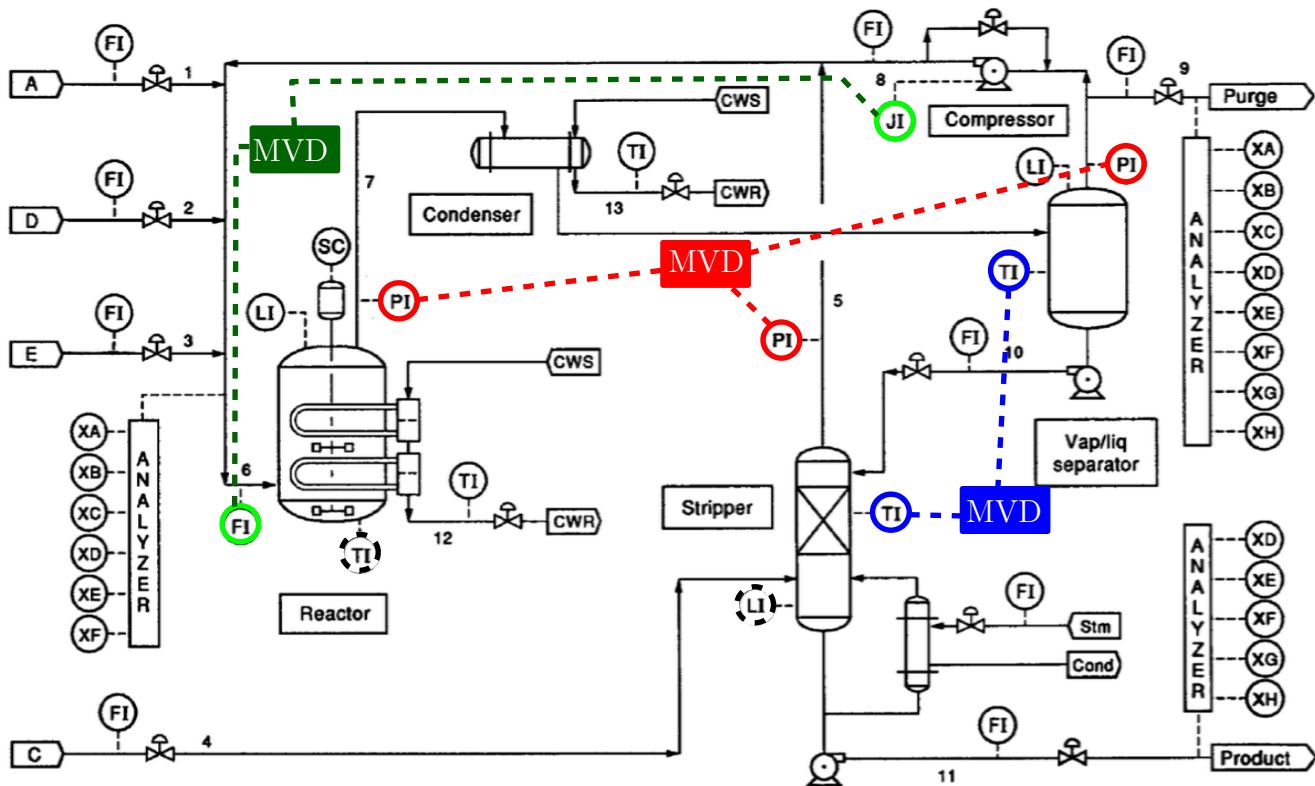 FI
FI
FI
9
A
1
8
Purge
CWS
JI
Compressor
MVD
TI
LI
PI
XA
7
13
CWR
FI
XB
D
2
Condenser
XC
SC
MVD
TI
XD
ANALYZER
PI
5
XE
FI
LI
PI
FI
XF
E
3
CWS
10
XG
XA
XH
ANALYZER
XB
6
TI
Vap/liq
separator
XC
FI
Stripper
TI
MVD
XD
CWR
12
XD
TI
XE
XE
LI
FI
XF
ANALYZER
XF
Reactor
Stm
XG
Cond
XH
FI
FI
C
4
11
Product